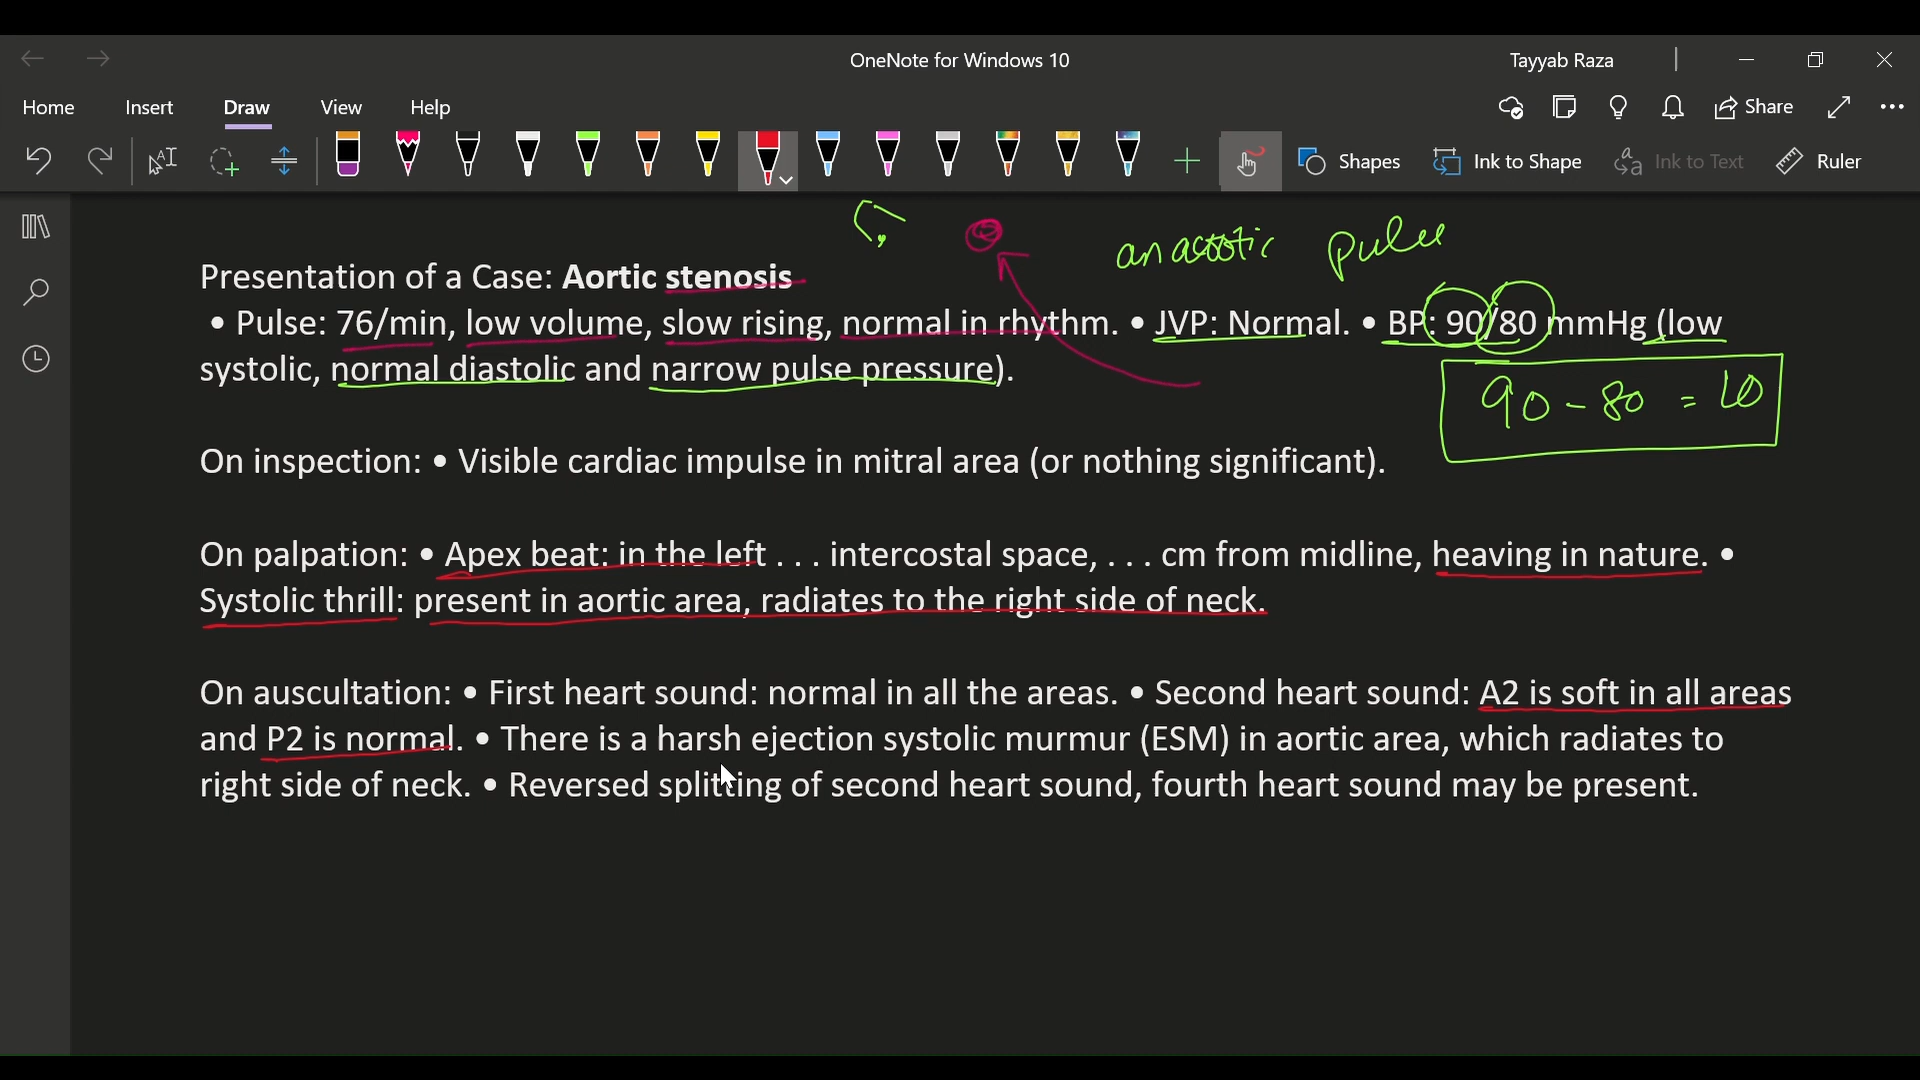 OneNote for Windows 10
Tayyab Raza
Home Insert Draw View Help
Share
Shapes Ink to Shape Ink to Text Ruler
pulse
Presentation of a Case: Aortic stenosis
• Pulse: 76/min, low volume, slow rising, normal in rhythm. • JVP: Normal. • BP: 90/80 mmHg (low
systolic, normal diastolic and narrow pulse pressure).
90 - 80 = 10
On inspection: • Visible cardiac impulse in mitral area (or nothing significant).
On palpation: • Apex beat: in the left . . . intercostal space, . . . cm from midline, heaving in nature. •
Systolic thrill: present in aortic area, radiates to the right side of neck.
On auscultation: • First heart sound: normal in all the areas. • Second heart sound: A2 is soft in all areas
and P2 is normal. • There is a harsh ejection systolic murmur (ESM) in aortic area, which radiates to
right side of neck. • Reversed splitting of second heart sound, fourth heart sound may be present.